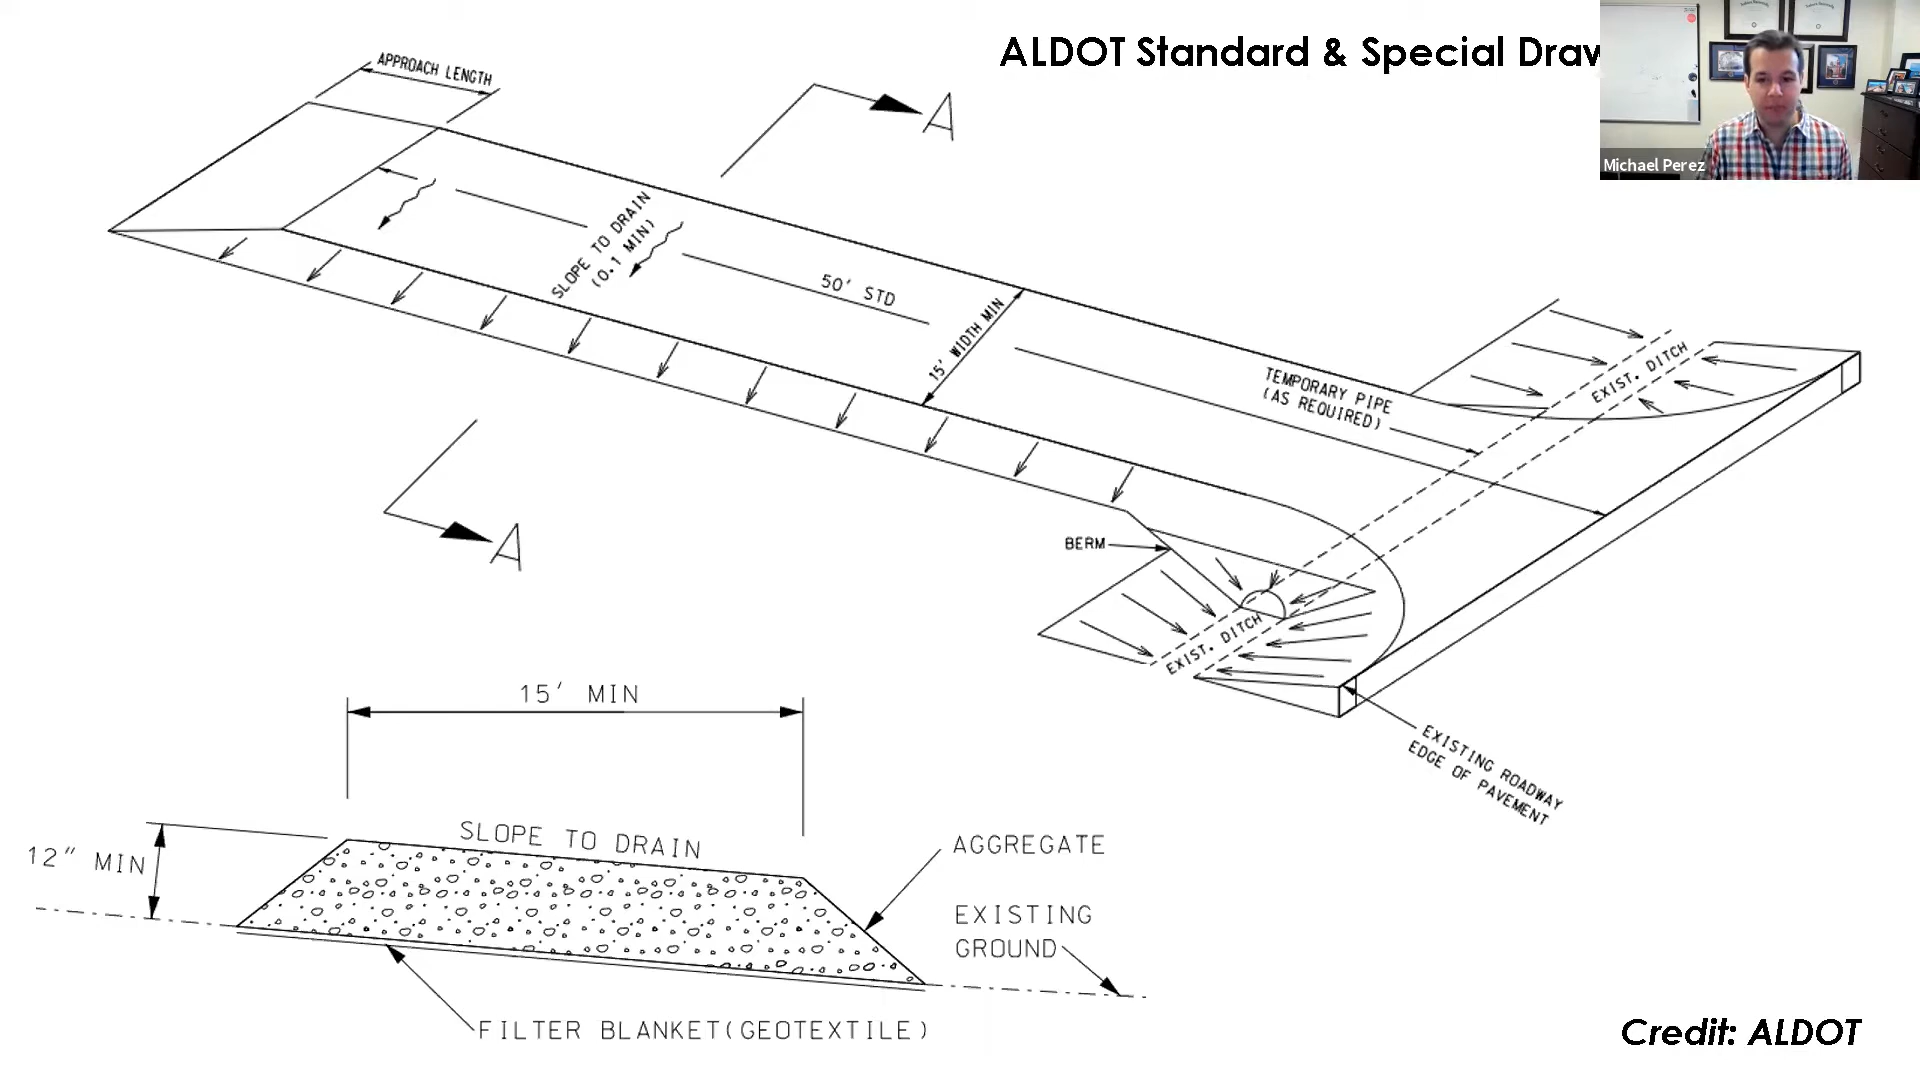 ALDOT Standard & Special Draw
Michael Perez
APPROACH LENGTH
A
SLOPE TO DRAIN
(0.1 MIN)
50' STD
15' WIDTH MIN
TEMPORARY PIPE
(AS REQUIRED)
EXIST. DITCH
A
BERM
EXIST. DITCH
EXISTING ROADWAY
EDGE OF PAVEMENT
15' MIN
12" MIN
SLOPE TO DRAIN
AGGREGATE
EXISTING
GROUND
FILTER BLANKET(GEOTEXTILE)
Credit: ALDOT